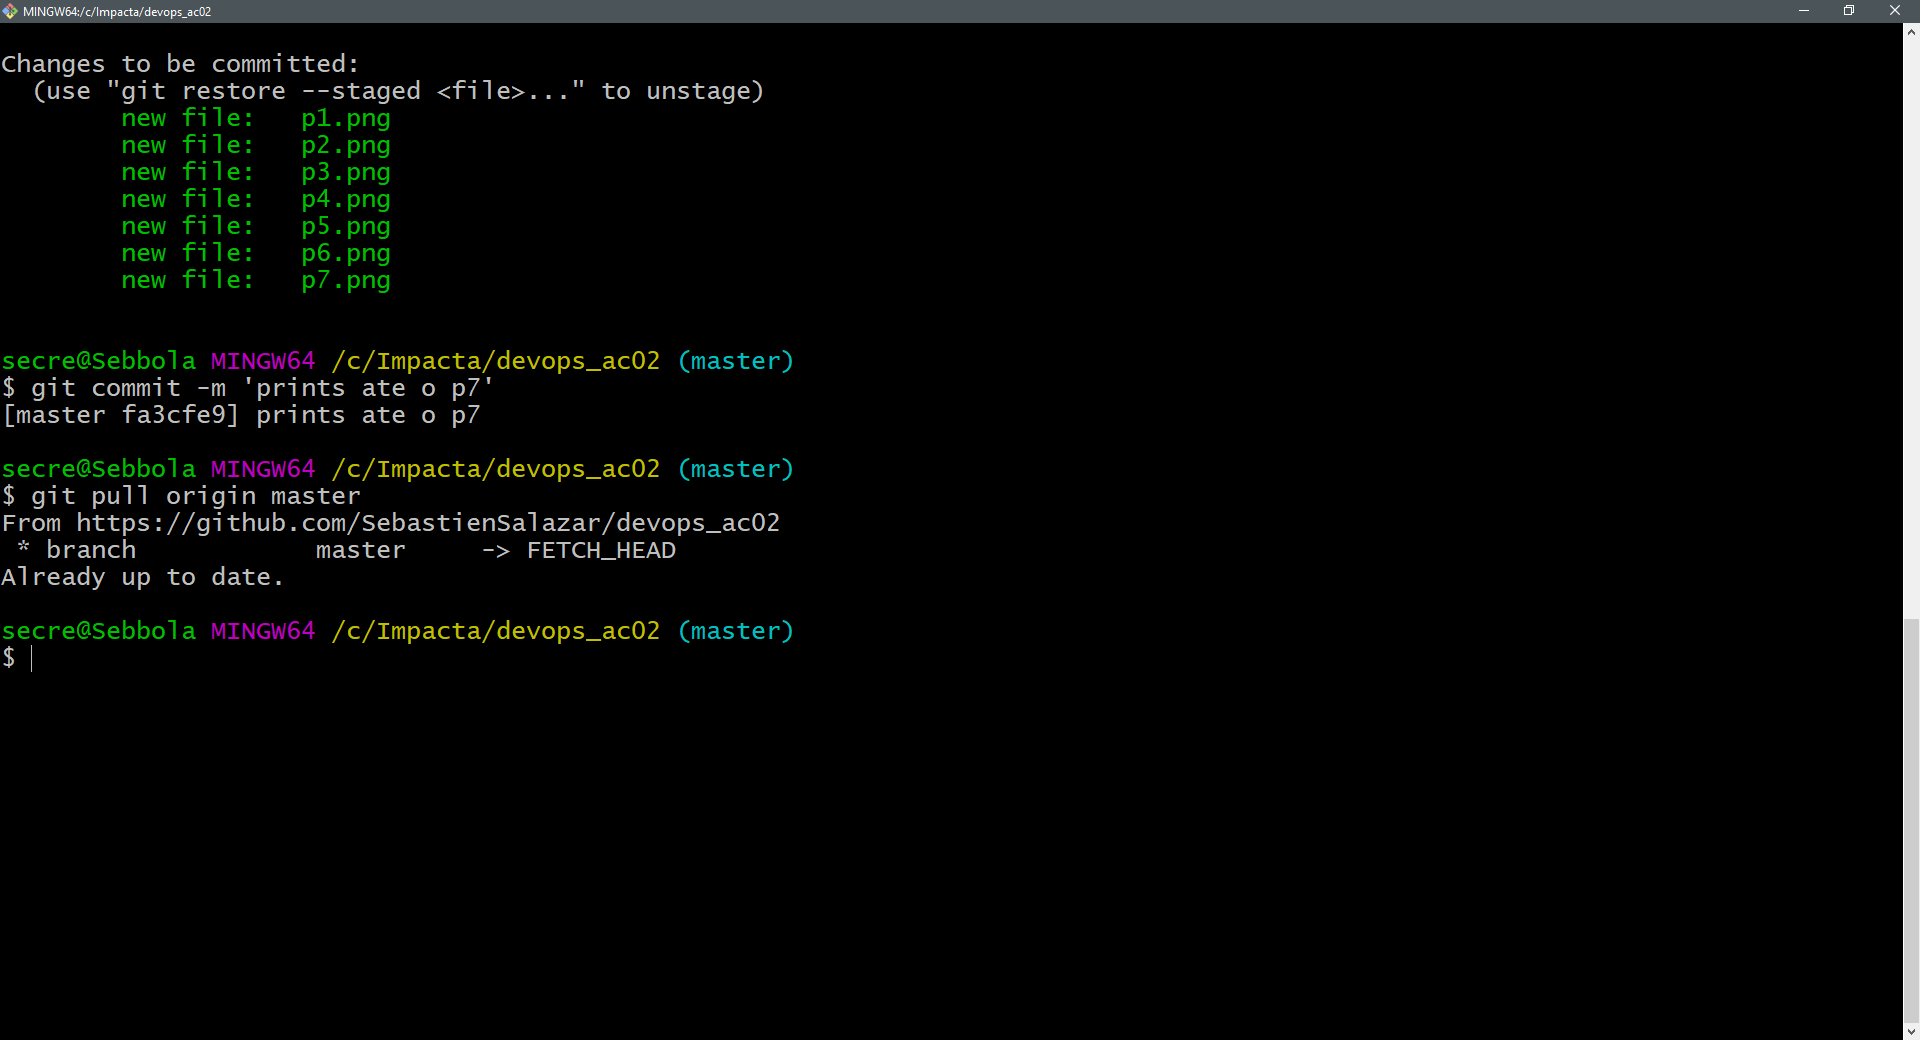 MINGW64:/c/Impacta/devops_ac02
Changes to be committed:
  (use "git restore --staged <file>..." to unstage)
        new file:   p1.png
        new file:   p2.png
        new file:   p3.png
        new file:   p4.png
        new file:   p5.png
        new file:   p6.png
        new file:   p7.png
secre@Sebbola MINGW64 /c/Impacta/devops_ac02 (master)
$ git commit -m 'prints ate o p7'
[master fa3cfe9] prints ate o p7
secre@Sebbola MINGW64 /c/Impacta/devops_ac02 (master)
$ git pull origin master
From https://github.com/SebastienSalazar/devops_ac02
 * branch            master     -> FETCH_HEAD
Already up to date.
secre@Sebbola MINGW64 /c/Impacta/devops_ac02 (master)
$